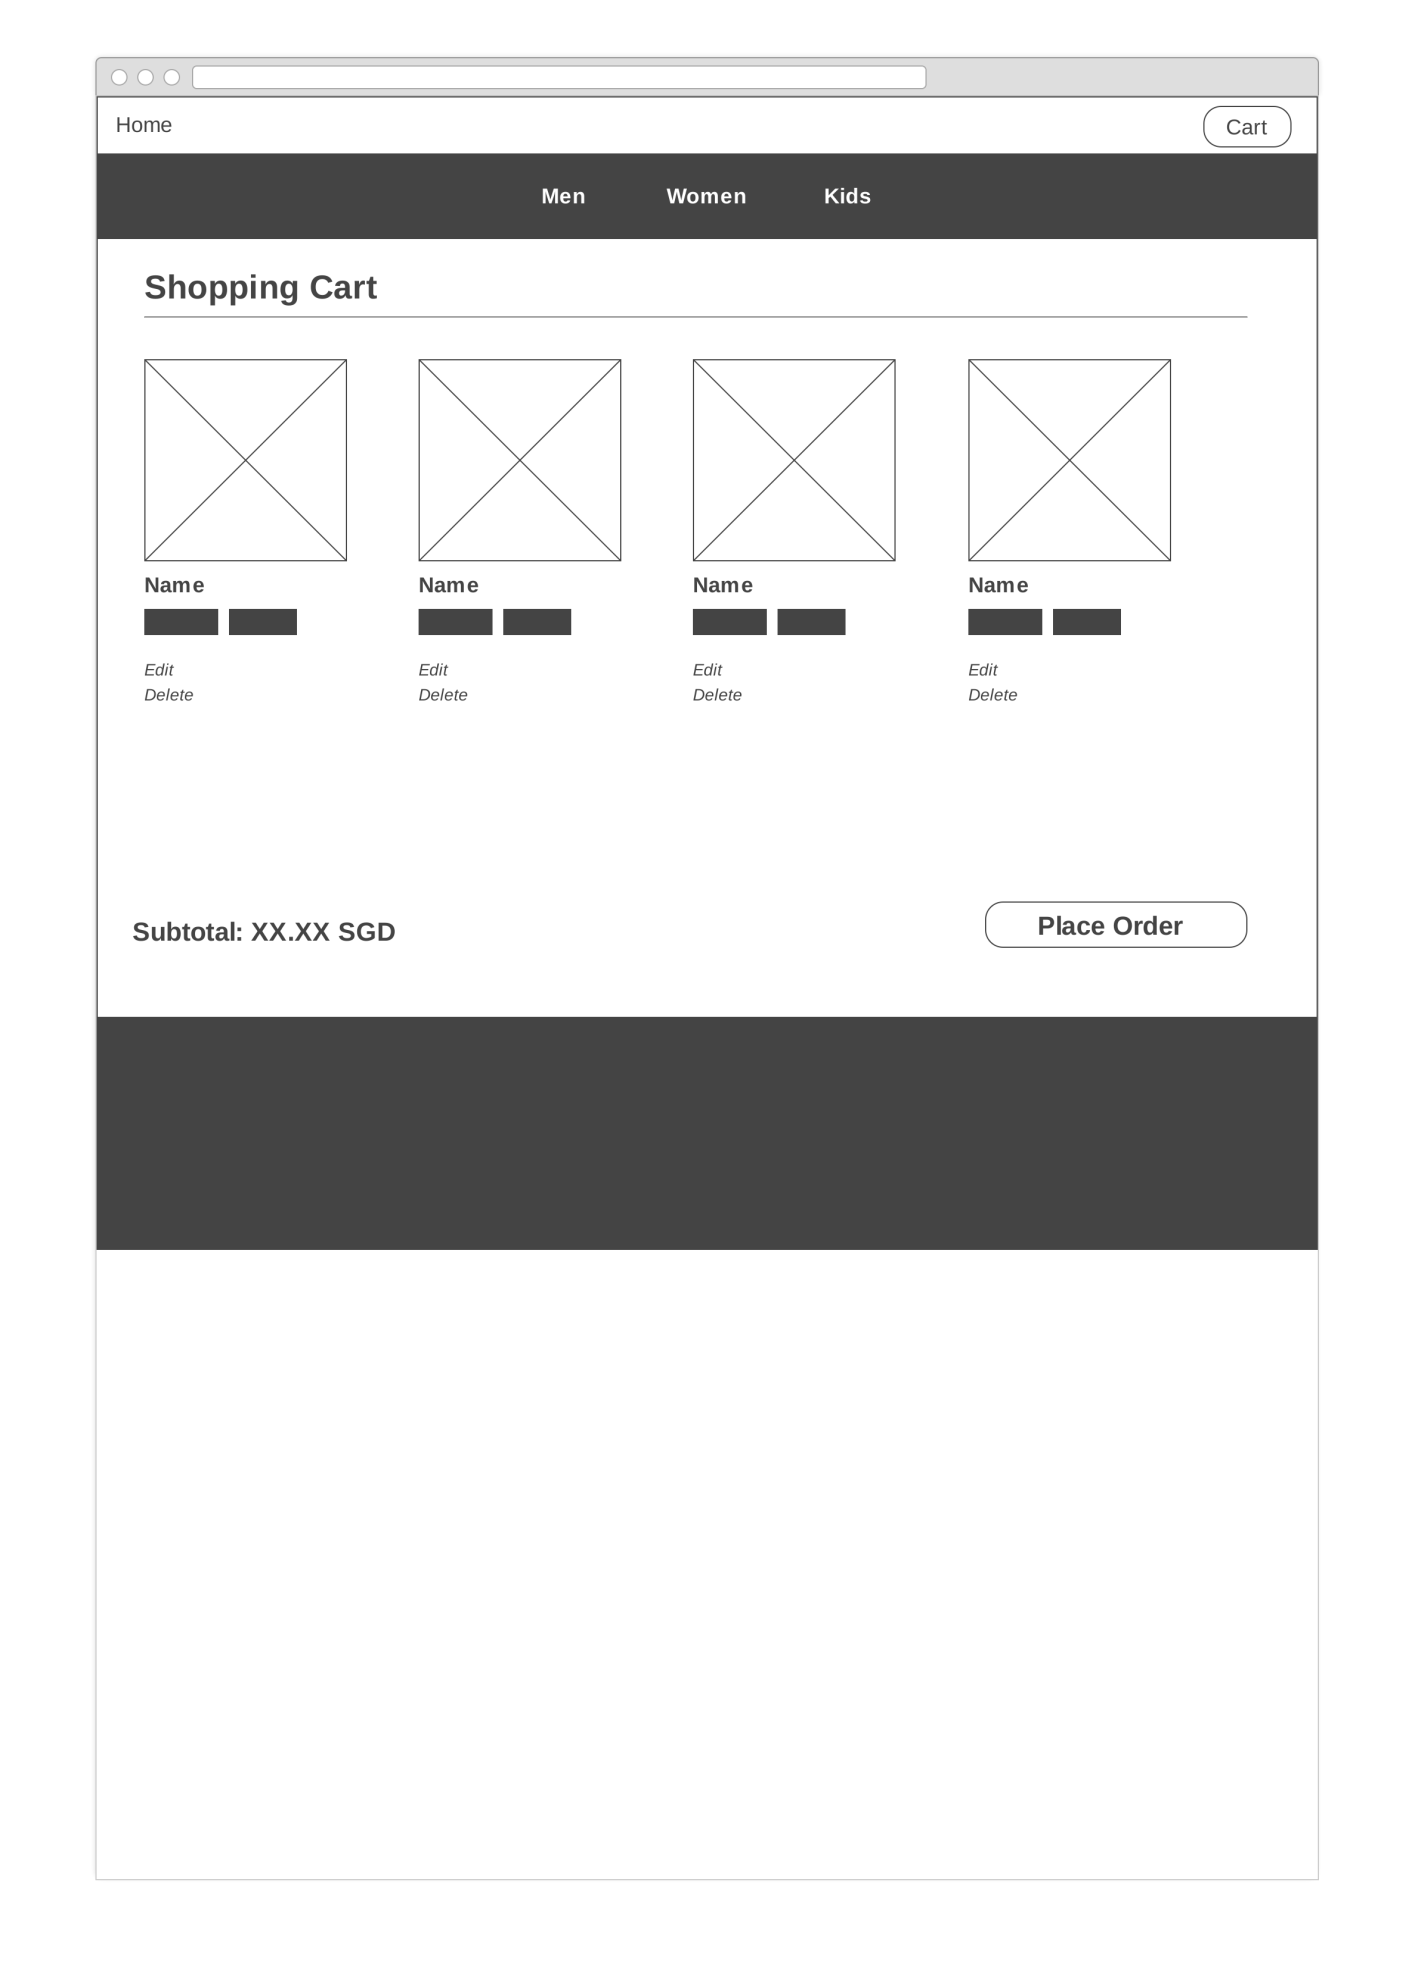 Home
Cart
Men Women Kids
Shopping Cart
Name Name Name Name
Edit Edit Edit Edit
Delete Delete Delete Delete
Subtotal: XX.XX SGD
Place Order